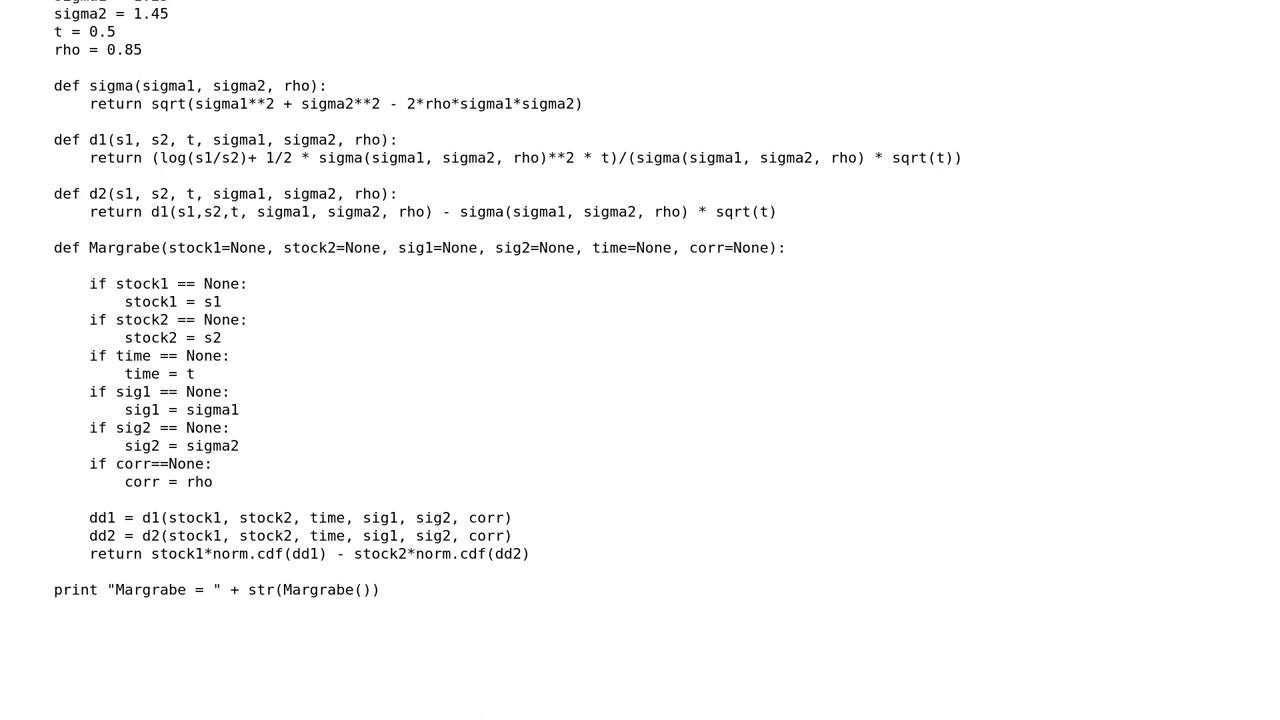 sigma2 = 1.45
t = 0.5
rho = 0.85
def sigma(sigma1, sigma2, rho):
    return sqrt(sigma1**2 + sigma2**2 - 2*rho*sigma1*sigma2)
def d1(s1, s2, t, sigma1, sigma2, rho):
    return (log(s1/s2)+ 1/2 * sigma(sigma1, sigma2, rho)**2 * t)/(sigma(sigma1, sigma2, rho) * sqrt(t))
def d2(s1, s2, t, sigma1, sigma2, rho):
    return d1(s1,s2,t, sigma1, sigma2, rho) - sigma(sigma1, sigma2, rho) * sqrt(t)
def Margrabe(stock1=None, stock2=None, sig1=None, sig2=None, time=None, corr=None):
    if stock1 == None:
        stock1 = s1
    if stock2 == None:
        stock2 = s2
    if time == None:
        time = t
    if sig1 == None:
        sig1 = sigma1
    if sig2 == None:
        sig2 = sigma2
    if corr==None:
        corr = rho
    dd1 = d1(stock1, stock2, time, sig1, sig2, corr)
    dd2 = d2(stock1, stock2, time, sig1, sig2, corr)
    return stock1*norm.cdf(dd1) - stock2*norm.cdf(dd2)
print "Margrabe = " + str(Margrabe())